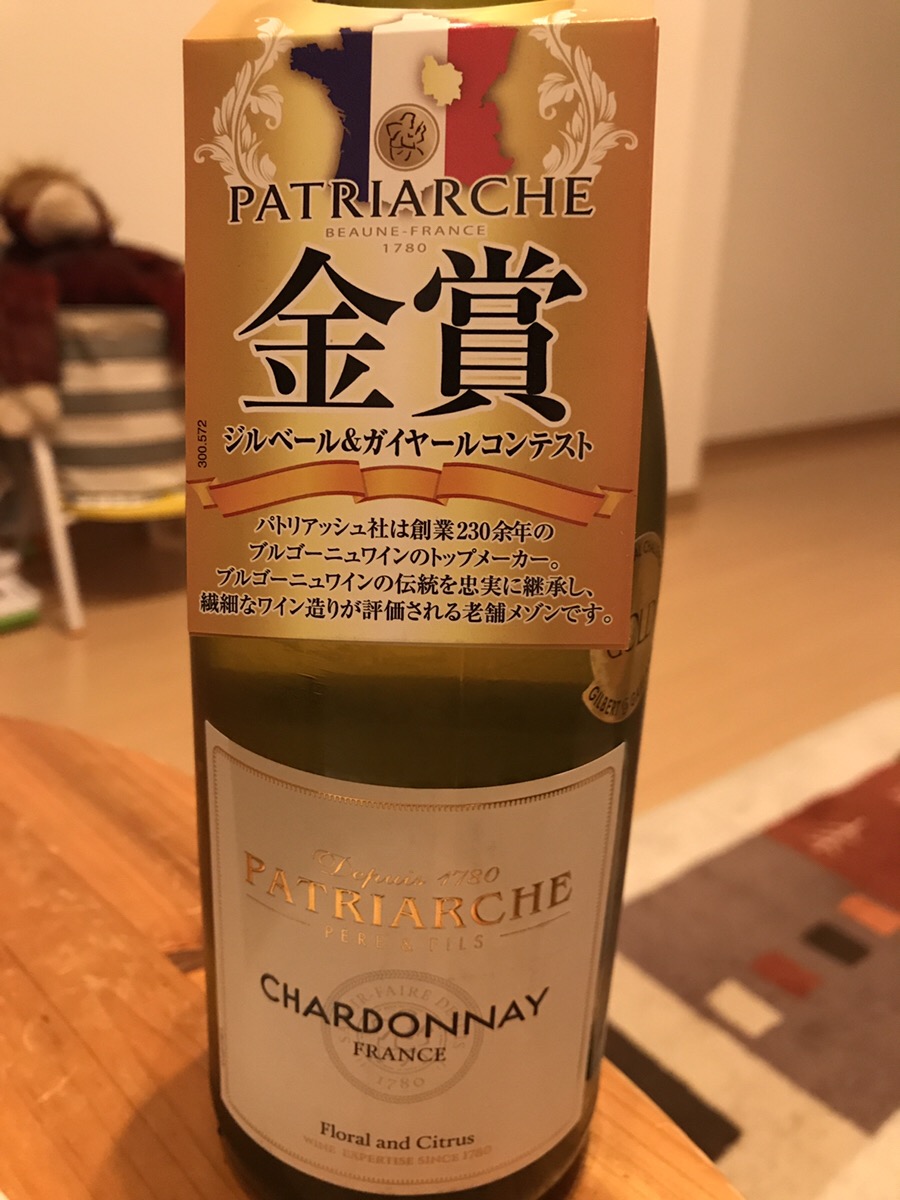 PATRIARCHE
BEAUNE-FRANCE
1780
金賞
300.572
ジルベール&ガイヤールコンテスト
パトリアッシュ社は創業230余年の
ブルゴーニュワインのトップメーカー。
ブルゴーニュワインの伝統を忠実に継承し、
繊細なワイン造りが評価される老舗メゾンです。
GOLD
GILBERT & GA
Depuis 1780
PATRIARCHE
PERE & FILS
CHARDONNAY
FRANCE
1780
Floral and Citrus
WINE EXPERTISE SINCE 1780